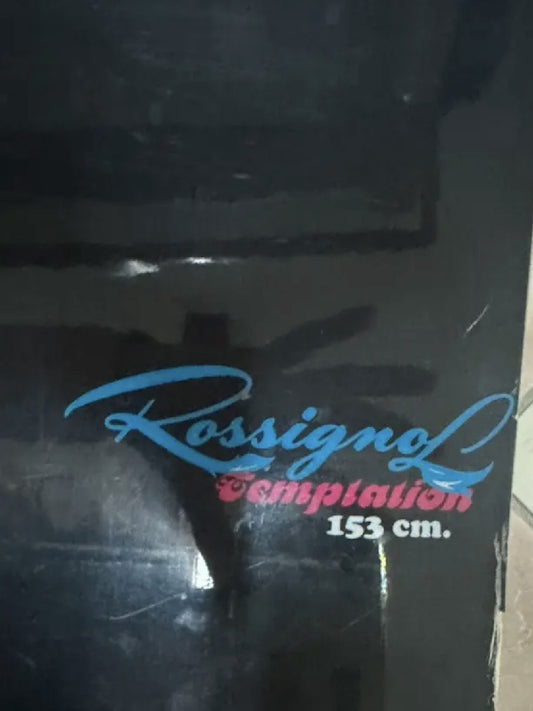 Rossignol
Temptation
153 cm.